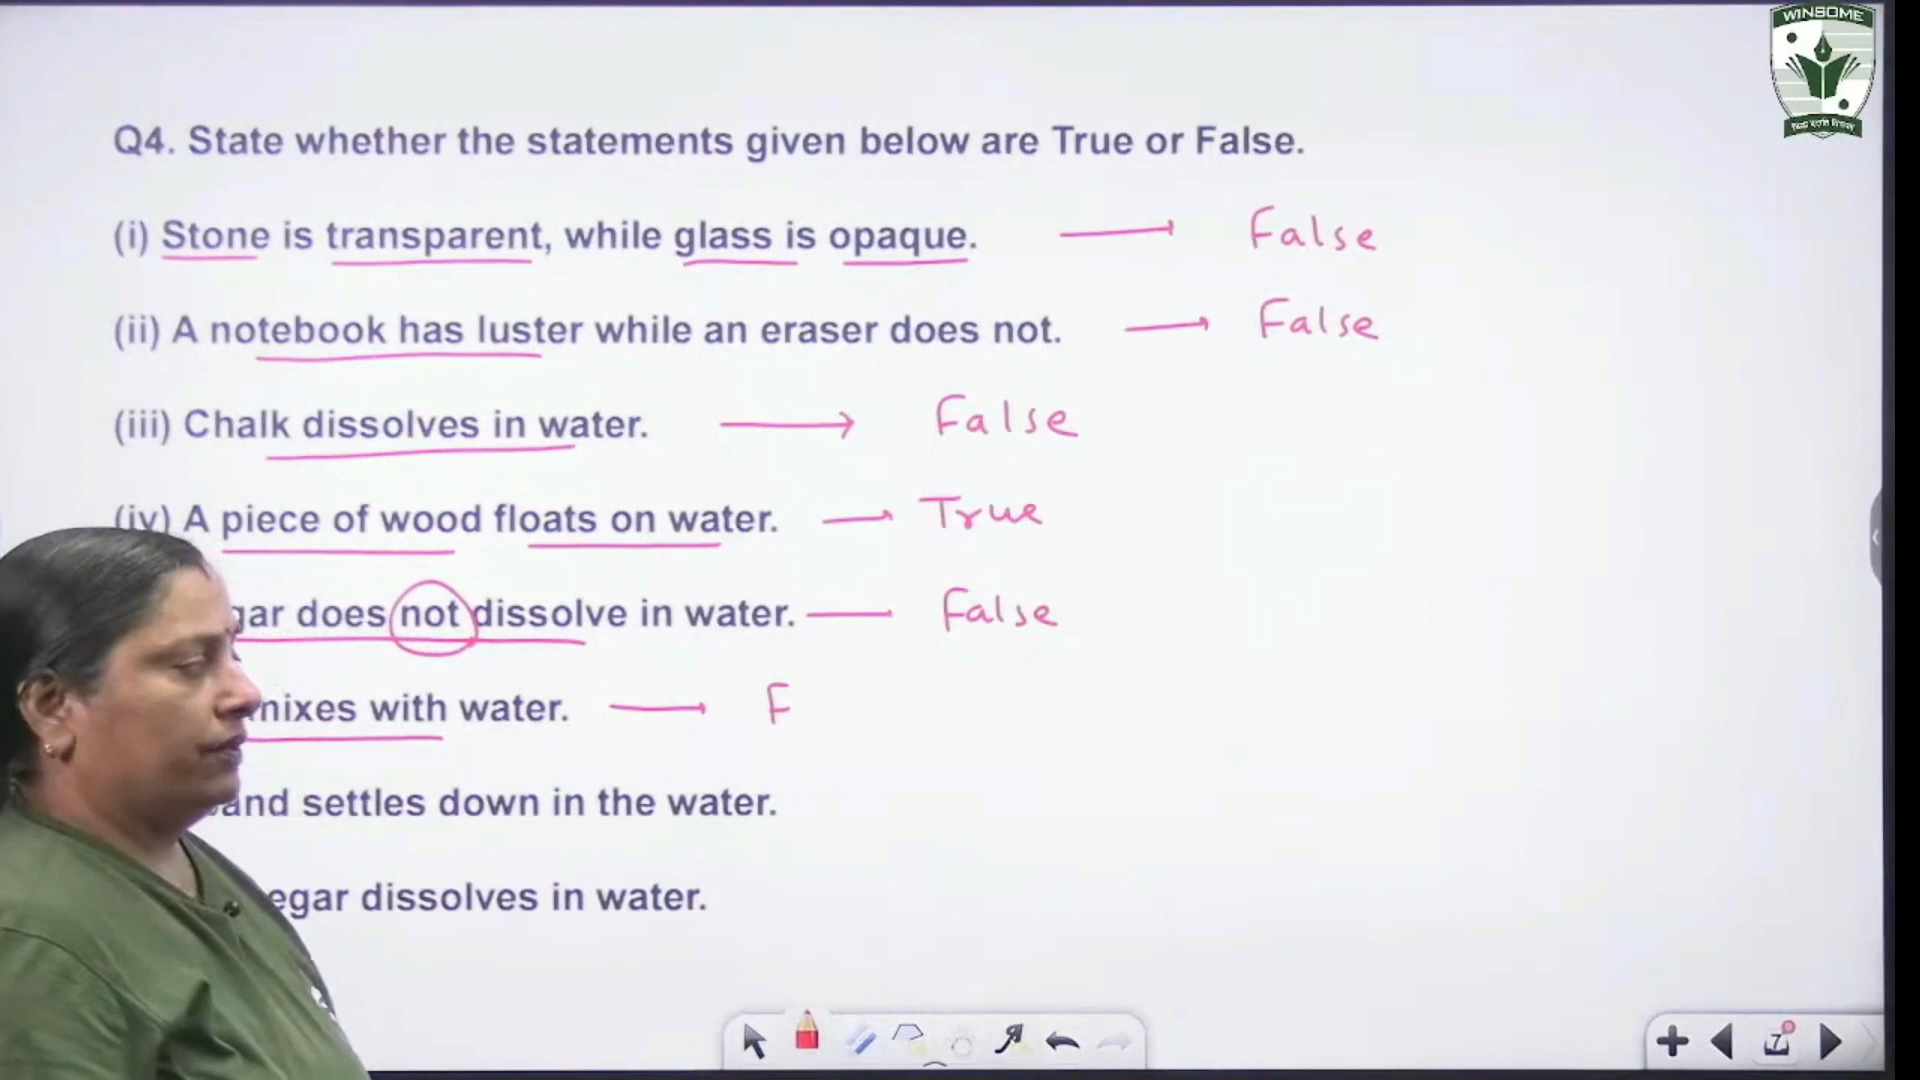 WINSOME
Q4. State whether the statements given below are True or False.
(i) Stone is transparent, while glass is opaque. False
(ii) A notebook has luster while an eraser does not. False
(iii) Chalk dissolves in water. False
(iv) A piece of wood floats on water. True
gar does not dissolve in water. False
mixes with water. F
and settles down in the water.
egar dissolves in water.
7